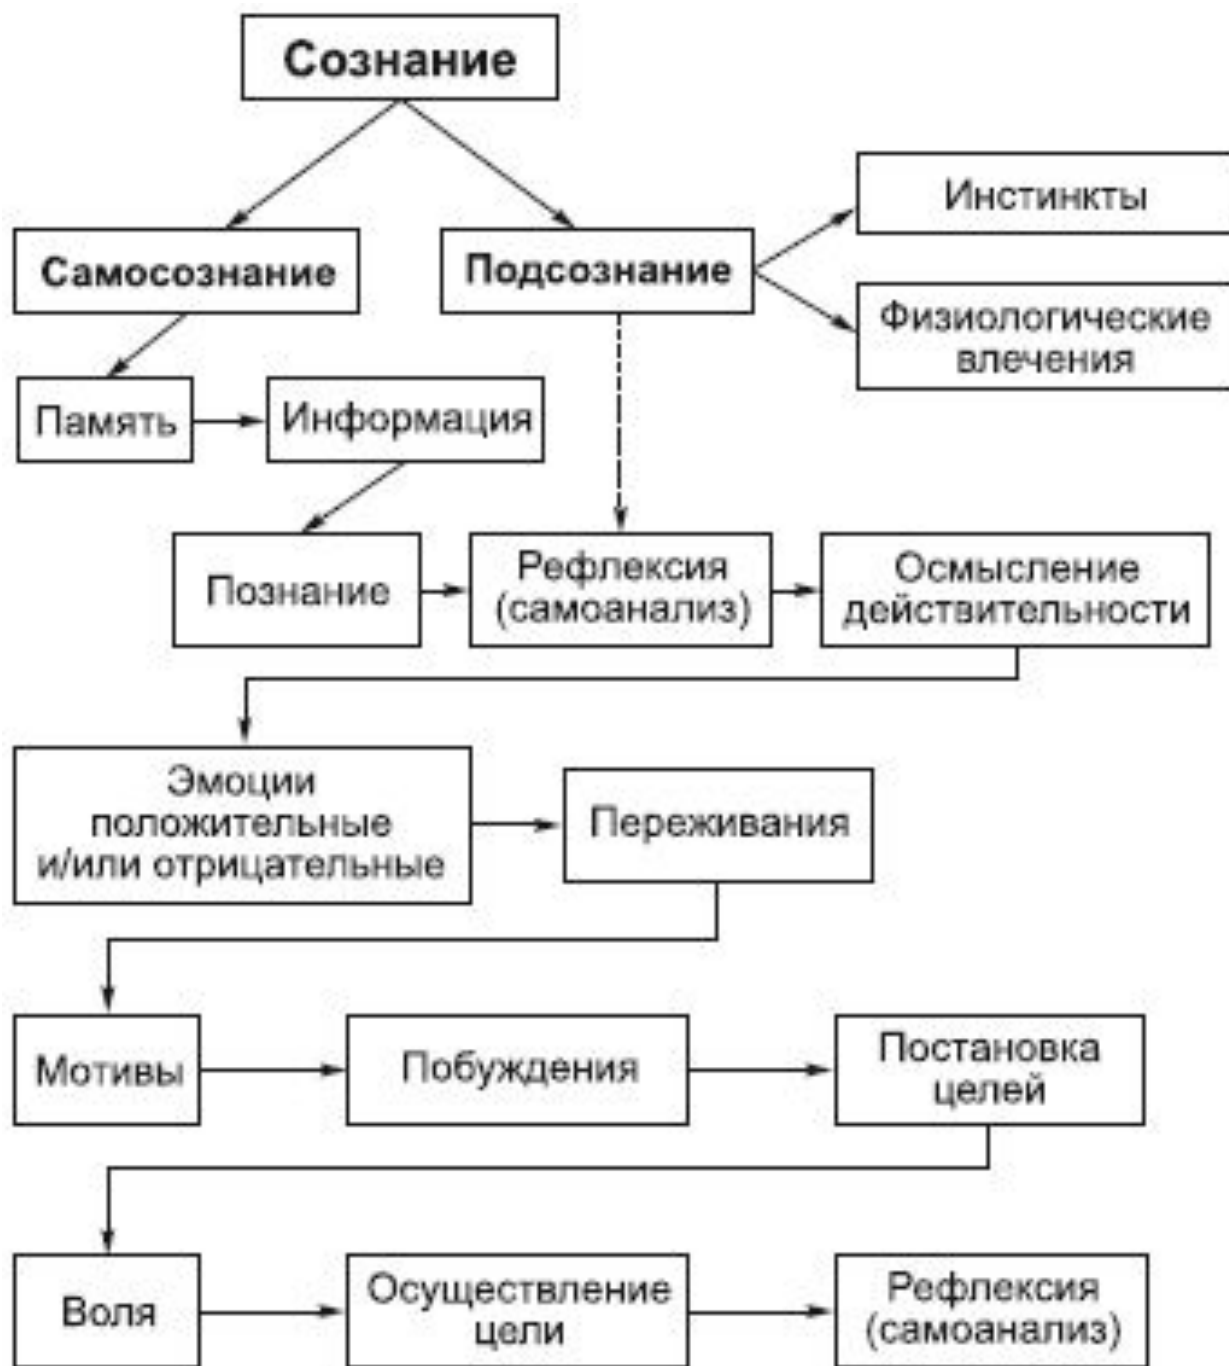 Сознание
Инстинкты
Самосознание
Подсознание
Физиологические
влечения
Память
Информация
Познание
Рефлексия
(самоанализ)
Осмысление
действительности
Эмоции
положительные
и/или отрицательные
Переживания
Мотивы
Побуждения
Постановка
целей
Воля
Осуществление
цели
Рефлексия
(самоанализ)